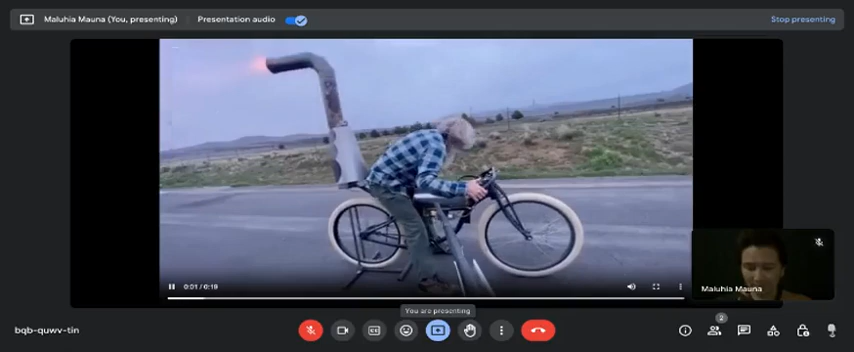 Maluhia Mauna (You, presenting)
Presentation audio
Stop presenting
0:01 / 0:19
Maluhia Mauna
You are presenting
bqb-quwv-tin
2